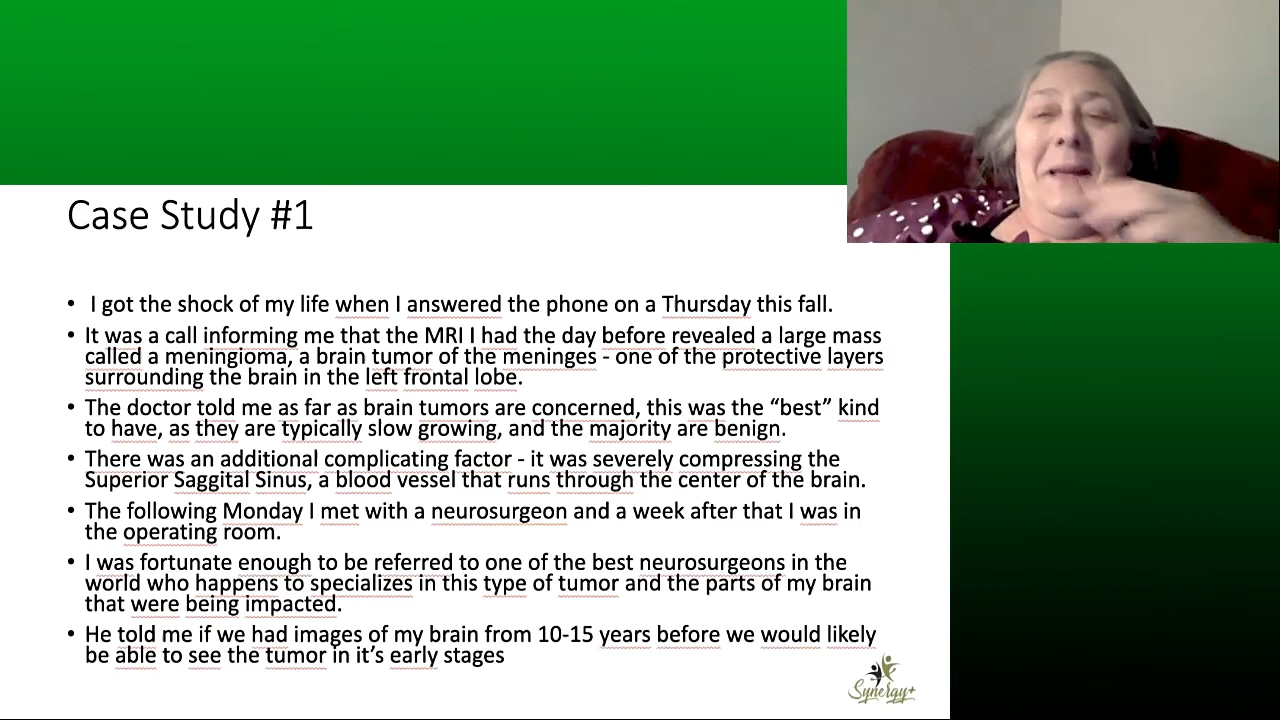 Case Study #1
• I got the shock of my life when I answered the phone on a Thursday this fall.
• It was a call informing me that the MRI I had the day before revealed a large mass
called a meningioma, a brain tumor of the meninges - one of the protective layers
surrounding the brain in the left frontal lobe.
• The doctor told me as far as brain tumors are concerned, this was the “best” kind
to have, as they are typically slow growing, and the majority are benign.
• There was an additional complicating factor - it was severely compressing the
Superior Saggital Sinus, a blood vessel that runs through the center of the brain.
• The following Monday I met with a neurosurgeon and a week after that I was in
the operating room.
• I was fortunate enough to be referred to one of the best neurosurgeons in the
world who happens to specializes in this type of tumor and the parts of my brain
that were being impacted.
• He told me if we had images of my brain from 10-15 years before we would likely
be able to see the tumor in it’s early stages
Synergy+